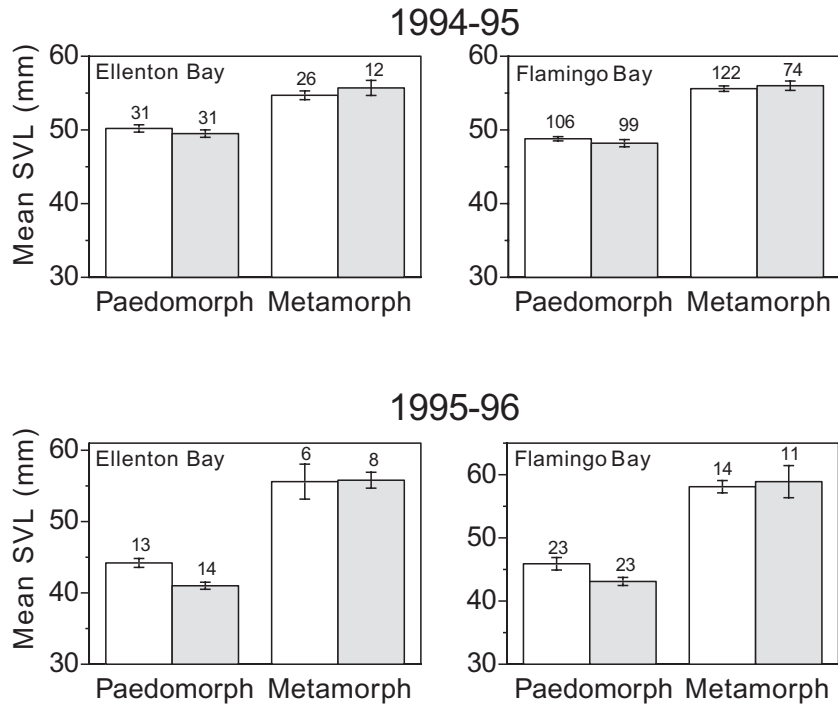 1994-95
Mean SVL (mm)
60
50
40
30
Ellenton Bay
31 31 26 12
Paedomorph Metamorph
60
50
40
30
Flamingo Bay
106 99 122 74
Paedomorph Metamorph
1995-96
Mean SVL (mm)
60
50
40
30
Ellenton Bay
13 14 6 8
Paedomorph Metamorph
60
50
40
30
Flamingo Bay
23 23 14 11
Paedomorph Metamorph